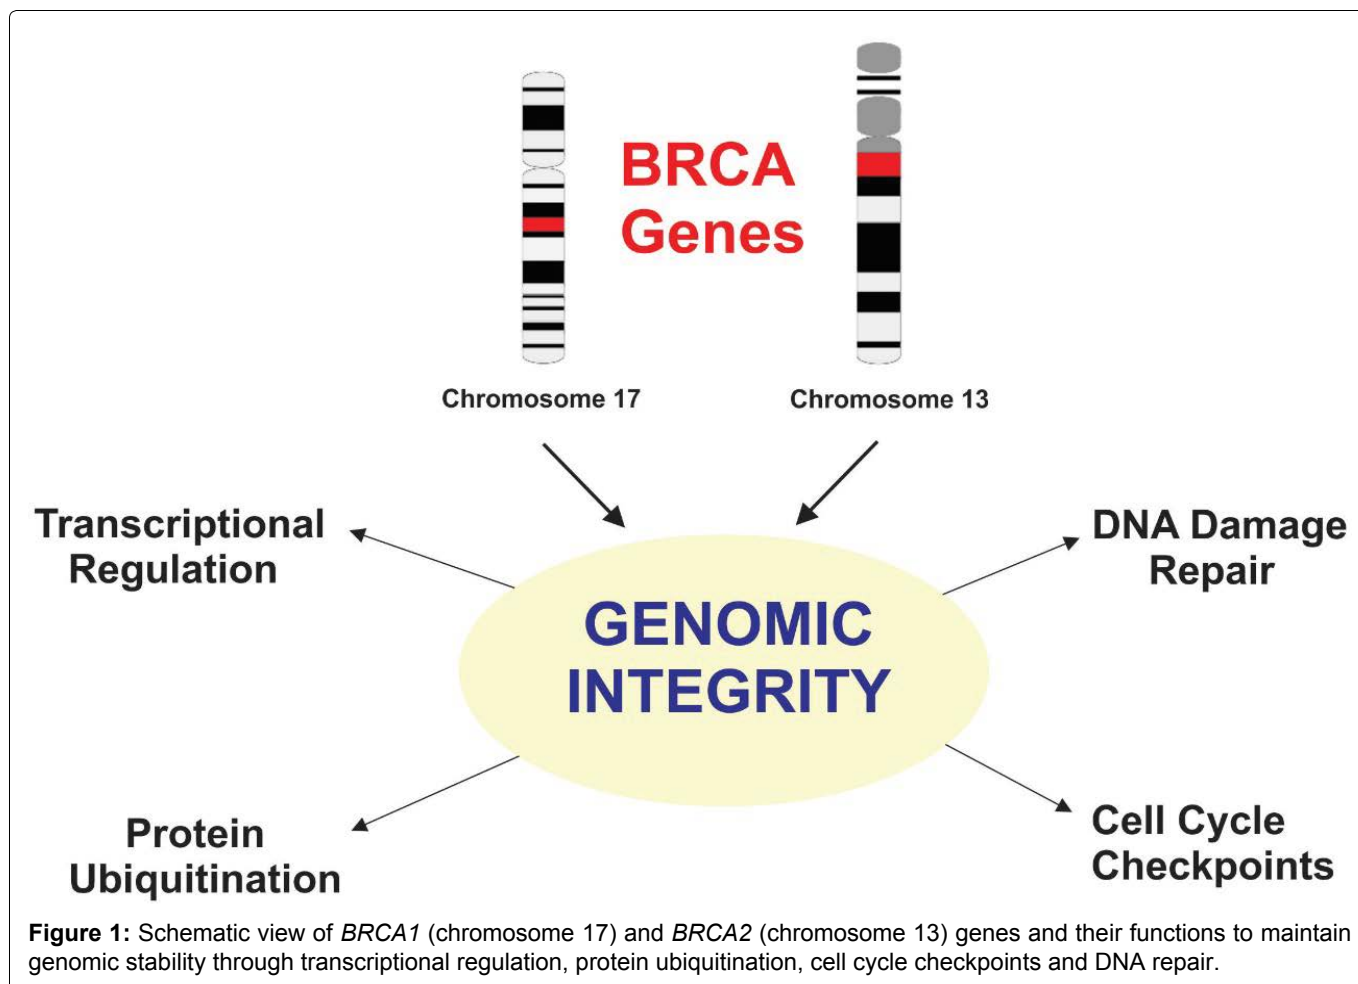 BRCA
Genes
Chromosome 17
Chromosome 13
Transcriptional
Regulation
DNA Damage
Repair
GENOMIC
INTEGRITY
Protein
Ubiquitination
Cell Cycle
Checkpoints
Figure 1: Schematic view of BRCA1 (chromosome 17) and BRCA2 (chromosome 13) genes and their functions to maintain
genomic stability through transcriptional regulation, protein ubiquitination, cell cycle checkpoints and DNA repair.